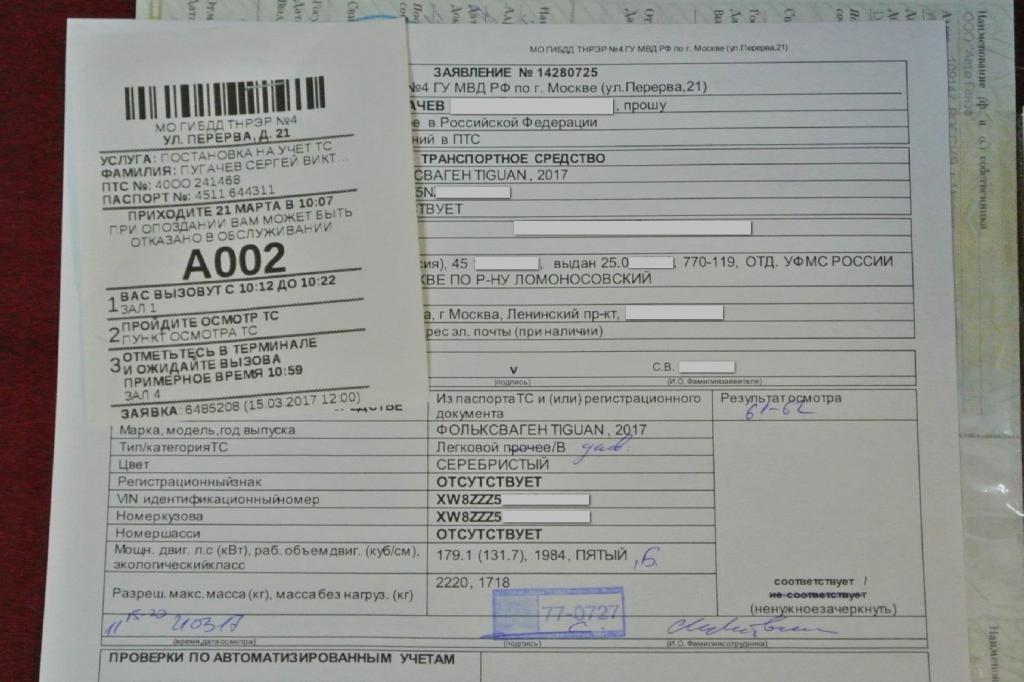 МО ГИБДД ТНРЭР №4 ГУ МВД РФ по г. Москве (ул.Перерва,21)
ЗАЯВЛЕНИЕ № 14280725
№4 ГУ МВД РФ по г. Москве (ул.Перерва,21)
АЧЕВ , прошу
в Российской Федерации
ний в ПТС
ТРАНСПОРТНОЕ СРЕДСТВО
КСВАГЕН TIGUAN, 2017
5N
СТВУЕТ
сия), 45 , выдан 25.0 , 770-119, ОТД. УФМС РОССИИ
КВЕ ПО Р-НУ ЛОМОНОСОВСКИЙ
а, г Москва, Ленинский пр-кт,
рес эл. почты (при наличии)
v С.В.
(подпись) (И.О. Фамилия заявителя)
МО ГИБДД ТНРЭР №4
УЛ. ПЕРЕРВА, Д. 21
УСЛУГА: ПОСТАНОВКА НА УЧЕТ ТС
ФАМИЛИЯ: ПУГАЧЕВ СЕРГЕЙ ВИКТ...
ПТС №: 40ОО 241468
ПАСПОРТ №: 4511 644311
ПРИХОДИТЕ 21 МАРТА В 10:07
ПРИ ОПОЗДАНИИ ВАМ МОЖЕТ БЫТЬ
ОТКАЗАНО В ОБСЛУЖИВАНИИ
А002
1 ВАС ВЫЗОВУТ С 10:12 ДО 10:22
ЗАЛ 1
2 ПРОЙДИТЕ ОСМОТР ТС
ПУНКТ ОСМОТРА ТС
3 ОТМЕТЬТЕСЬ В ТЕРМИНАЛЕ
И ОЖИДАЙТЕ ВЫЗОВА
ПРИМЕРНОЕ ВРЕМЯ 10:59
ЗАЛ 4
ЗАЯВКА: 6485208 (15.03.2017 12:00)
Из паспорта ТС и (или) регистрационного
документа
Результат осмотра
61-62
Марка, модель, год выпуска ФОЛЬКСВАГЕН TIGUAN, 2017
Тип/категория ТС Легковой прочее/В
Цвет СЕРЕБРИСТЫЙ
Регистрационный знак ОТСУТСТВУЕТ
VIN идентификационный номер XW8ZZZ5
Номер кузова XW8ZZZ5
Номер шасси ОТСУТСТВУЕТ
Мощн. двиг. л.с (кВт), раб. объем двиг. (куб/см), 179.1 (131.7), 1984, ПЯТЫЙ ,Б
экологический класс
Разреш. макс. масса (кг), масса без нагруз. (кг) 2220, 1718
соответствует /
не соответствует
(ненужное зачеркнуть)
77-0727
11 15-20 210317
(время, дата осмотра) (подпись) (И.О. Фамилия сотрудника)
ПРОВЕРКИ ПО АВТОМАТИЗИРОВАННЫМ УЧЕТАМ
Наименование (ф. и. о.) собственника